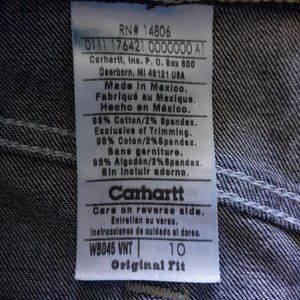 RN# 14806
0111 17642 0000000 A1
Carhartt, Inc. P.O. Box 600
Dearborn, MI 48121 USA
Made in Mexico.
Fabriqué au Mexique.
Hecho en México.
98% Cotton/2% Spandex.
Exclusive of Trimming.
98% Coton/2% Spandex.
Sans garniture.
98% Algodón/2% Spandex.
Sin incluir adorno.
Carhartt
Care on reverse side.
Entretien au verso.
Instrucciones de cuidado al dorso.
WB045 VNT 10
Original Fit